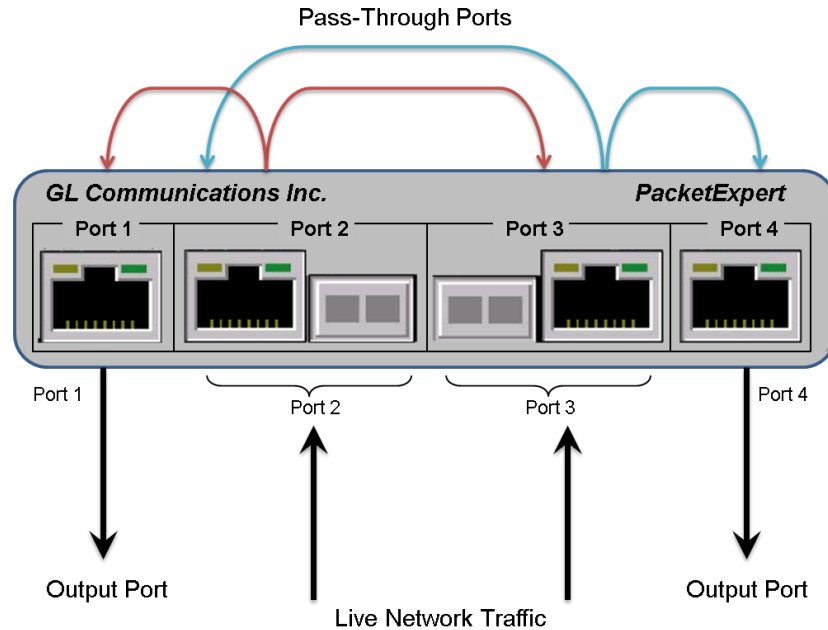 Pass-Through Ports
GL Communications Inc. PacketExpert
Port 1 Port 2 Port 3 Port 4
Port 1 Port 2 Port 3 Port 4
Output Port Output Port
Live Network Traffic